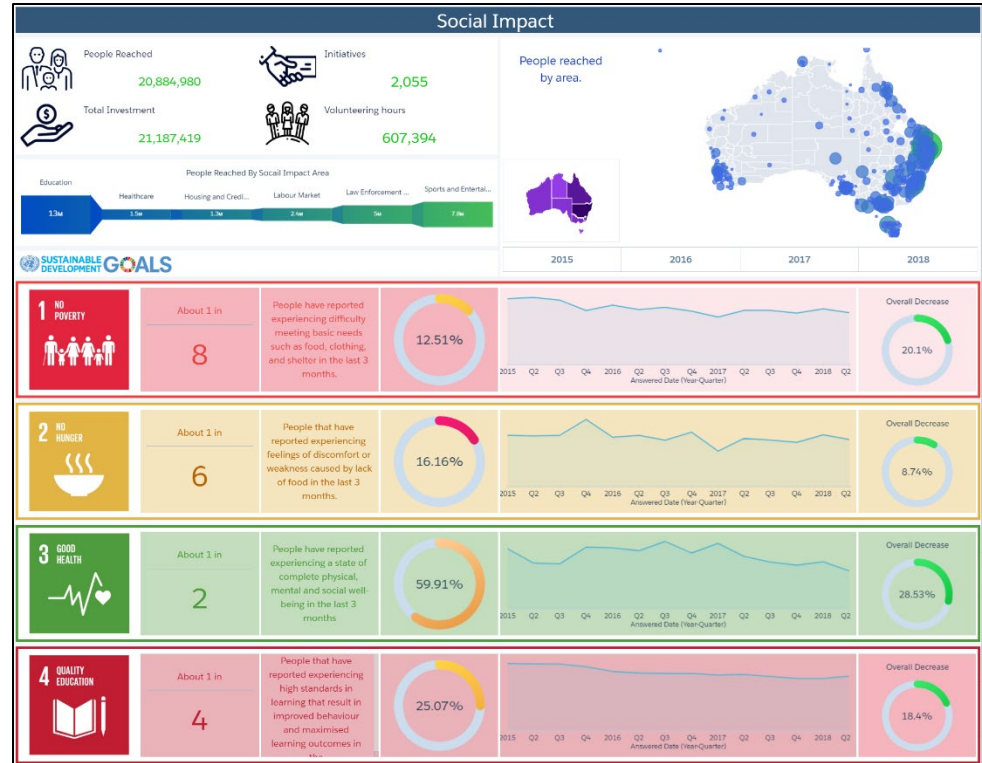 Social Impact
People Reached
20,884,980
Initiatives
2,055
Total Investment
21,187,419
Volunteering hours
607,394
People reached
by area.
People Reached By Socail Impact Area
Education
Healthcare
Housing and Credi...
Labour Market
Law Enforcement ...
Sports and Entertai...
13M
1.5M
1.3M
2.4M
5M
7.8M
SUSTAINABLE
DEVELOPMENT
GOALS
2015
2016
2017
2018
1 NO
POVERTY
About 1 in
8
People have reported
experiencing difficulty
meeting basic needs
such as food, clothing,
and shelter in the last 3
months.
12.51%
2015 Q2 Q3 Q4 2016 Q2 Q3 Q4 2017 Q2 Q3 Q4 2018 Q2
Answered Date (Year-Quarter)
Overall Decrease
20.1%
2 NO
HUNGER
About 1 in
6
People that have
reported experiencing
feelings of discomfort or
weakness caused by lack
of food in the last 3
months.
16.16%
2015 Q2 Q3 Q4 2016 Q2 Q3 Q4 2017 Q2 Q3 Q4 2018 Q2
Answered Date (Year-Quarter)
Overall Decrease
8.74%
3 GOOD
HEALTH
About 1 in
2
People have reported
experiencing a state of
complete physical,
mental and social well-
being in the last 3
months
59.91%
2015 Q2 Q3 Q4 2016 Q2 Q3 Q4 2017 Q2 Q3 Q4 2018 Q2
Answered Date (Year-Quarter)
Overall Decrease
28.53%
4 QUALITY
EDUCATION
About 1 in
4
People that have
reported experiencing
high standards in
learning that result in
improved behaviour
and maximised
learning outcomes in
25.07%
2015 Q2 Q3 Q4 2016 Q2 Q3 Q4 2017 Q2 Q3 Q4 2018 Q2
Answered Date (Year-Quarter)
Overall Decrease
18.4%